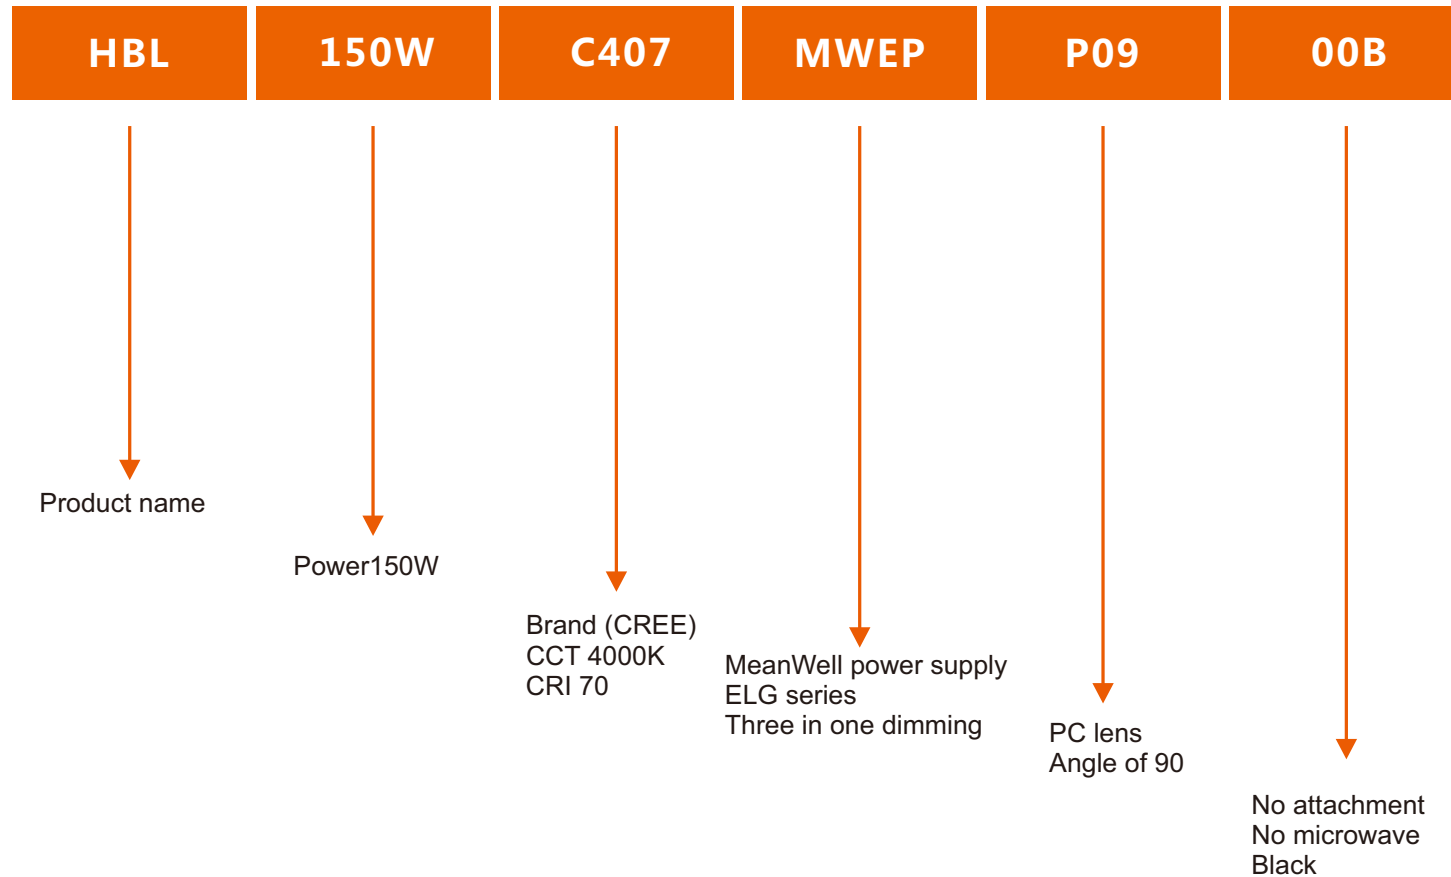 HBL
150W
C407
MWEP
P09
00B
Product name
Power150W
Brand (CREE)
CCT 4000K
CRI 70
MeanWell power supply
ELG series
Three in one dimming
PC lens
Angle of 90
No attachment
No microwave
Black